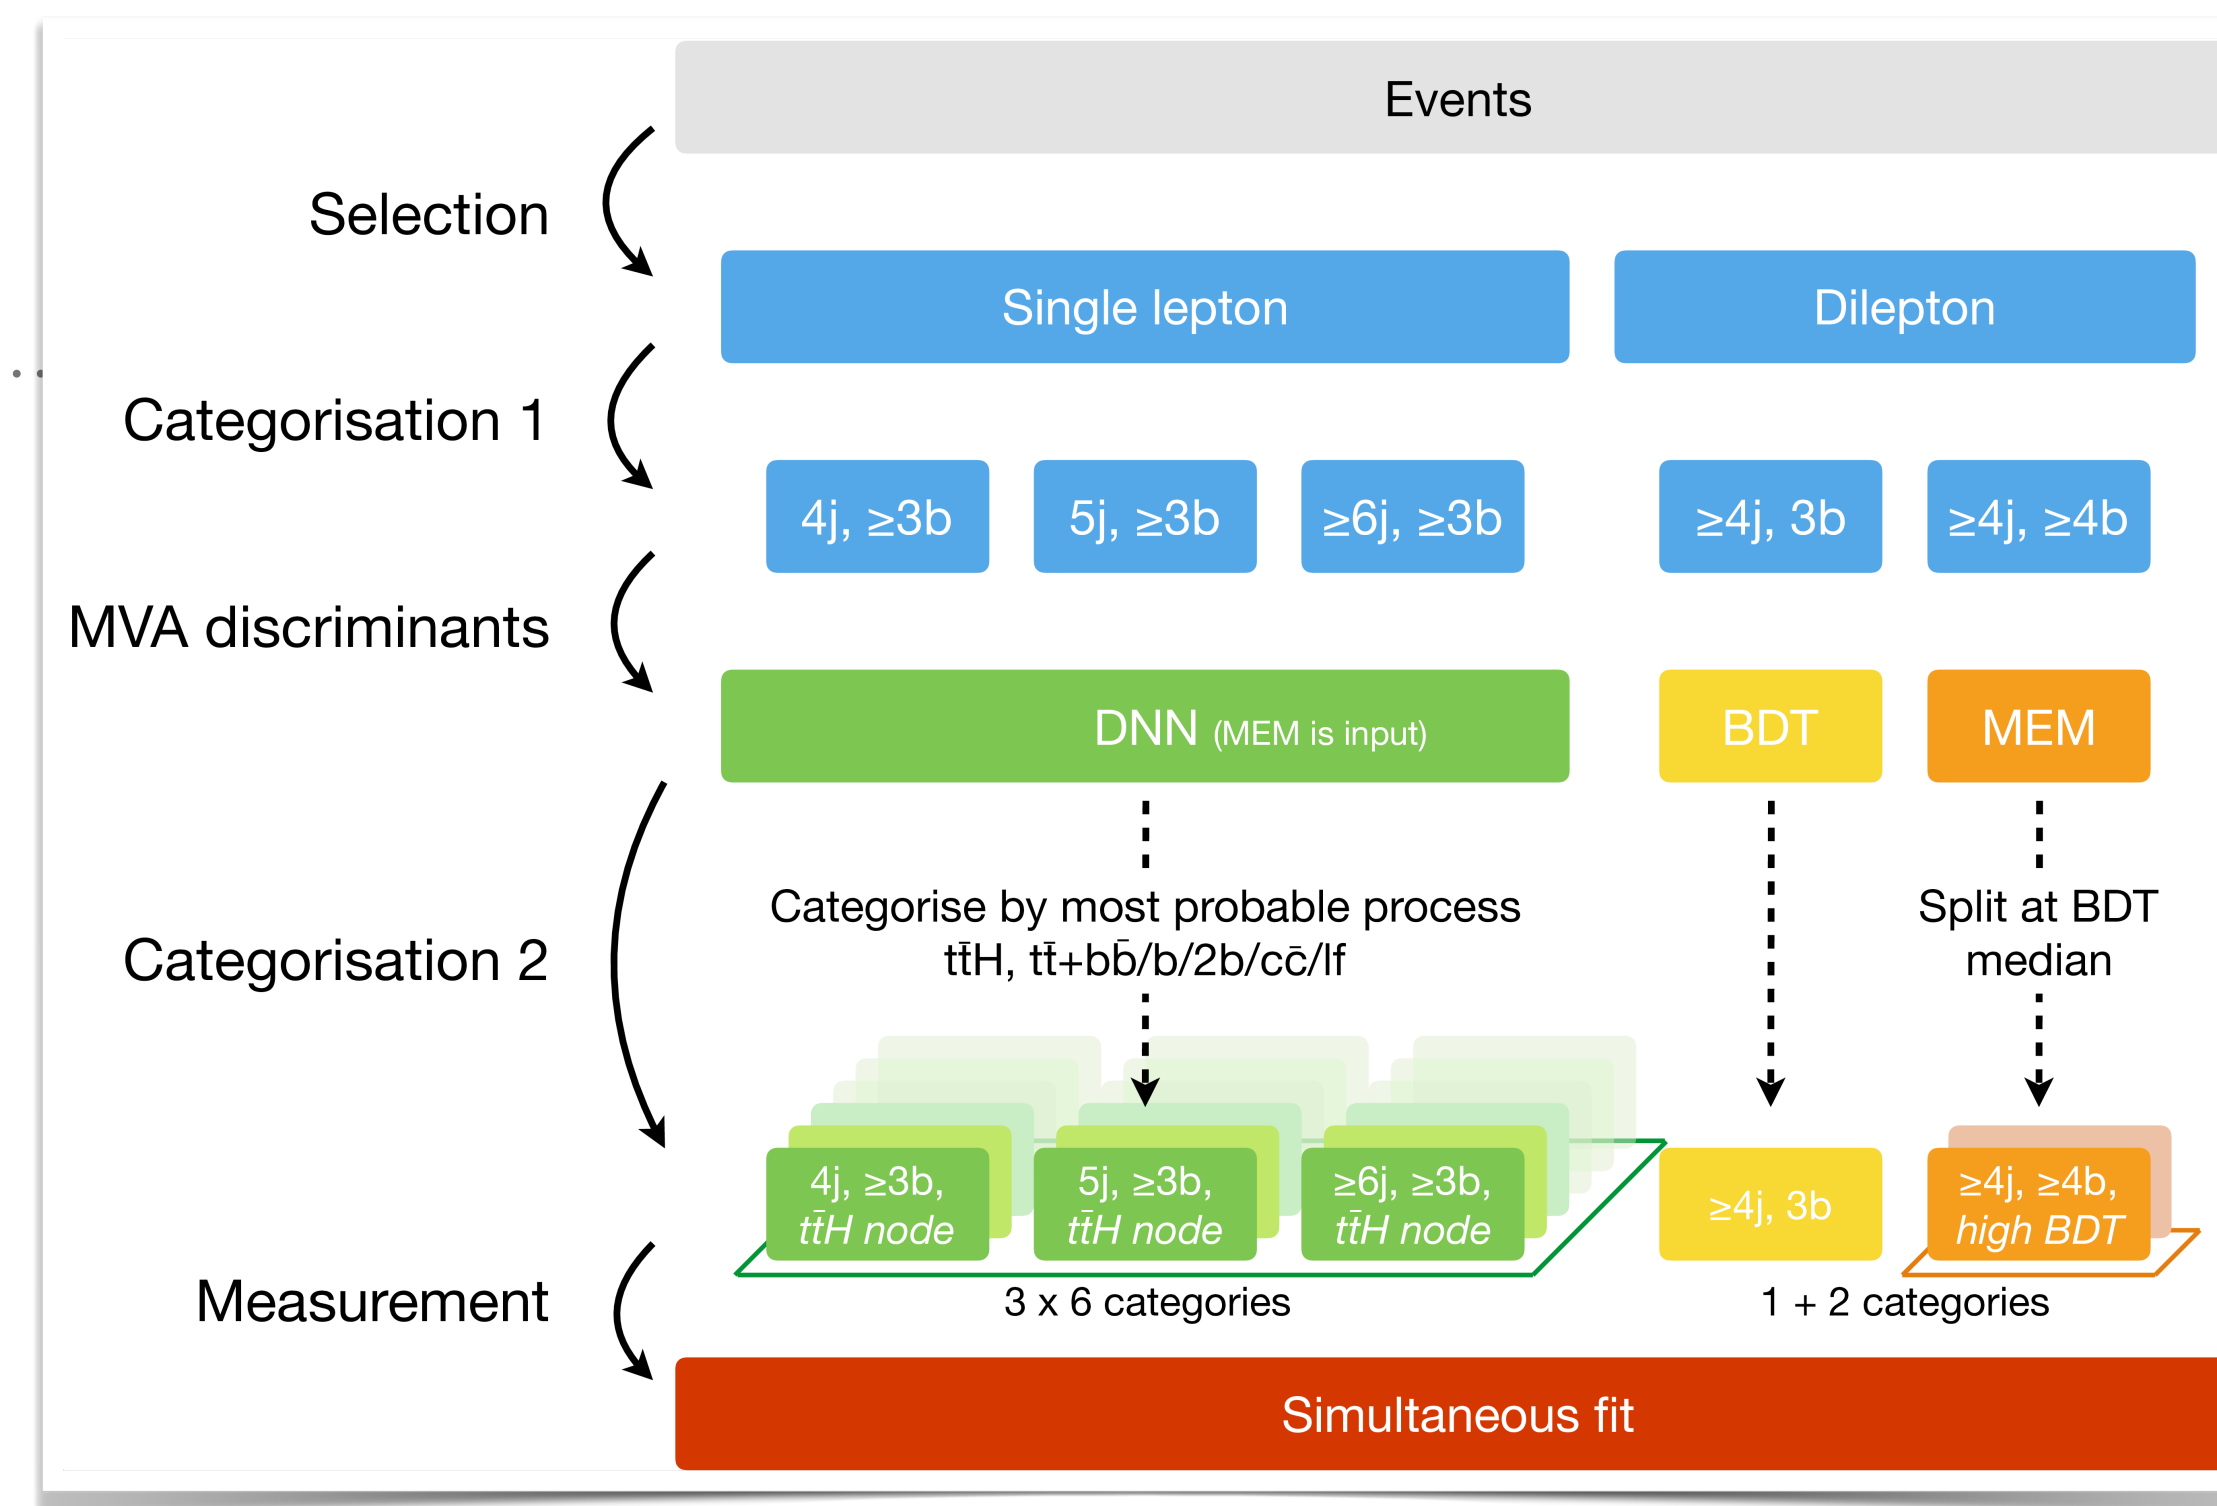 Events
Selection
Single lepton
Dilepton
Categorisation 1
4j, ≥3b
5j, ≥3b
≥6j, ≥3b
≥4j, 3b
≥4j, ≥4b
MVA discriminants
DNN (MEM is input)
BDT
MEM
Categorise by most probable process
tt̄H, tt̄+bb̄/b/2b/cc̄/lf
Split at BDT
median
Categorisation 2
4j, ≥3b,
tt̄H node
5j, ≥3b,
tt̄H node
≥6j, ≥3b,
tt̄H node
≥4j, 3b
≥4j, ≥4b,
high BDT
Measurement
3 x 6 categories
1 + 2 categories
Simultaneous fit